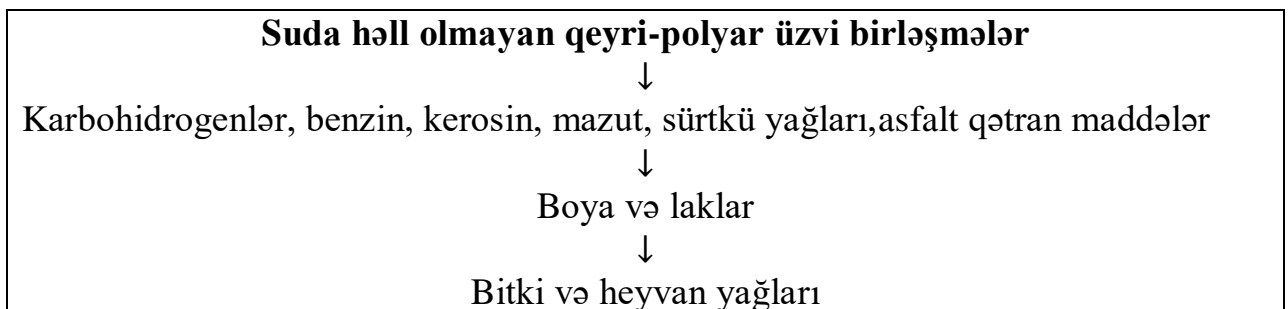 Suda həll olmayan qeyri-polyar üzvi birləşmələr
↓
Karbohidrogenlər, benzin, kerosin, mazut, sürtkü yağları,asfalt qətran maddələr
↓
Boya və laklar
↓
Bitki və heyvan yağları